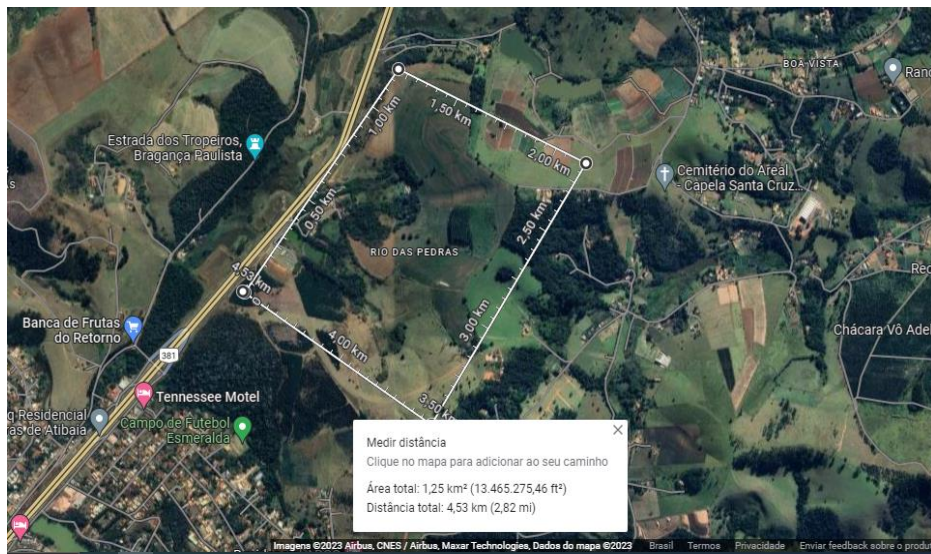 BOA VISTA
Ranc
1,50 km
1,00 km
Estrada dos Tropeiros,
Bragança Paulista
2,00 km
Cemitério do Areal
- Capela Santa Cruz...
0,50 km
2,50 km
RIO DAS PEDRAS
4,53 km
Rec
3,00 km
Banca de Frutas
do Retorno
4,00 km
Chácara Vô Adel
381
Tennessee Motel
3,50 km
g Residencial
ras de Atibaia
Campo de Futebol
Esmeralda
Medir distância
Clique no mapa para adicionar ao seu caminho
Área total: 1,25 km² (13.465.275,46 ft²)
Distância total: 4,53 km (2,82 mi)
Imagens ©2023 Airbus, CNES / Airbus, Maxar Technologies, Dados do mapa ©2023 Brasil Termos Privacidade Enviar feedback sobre o produt